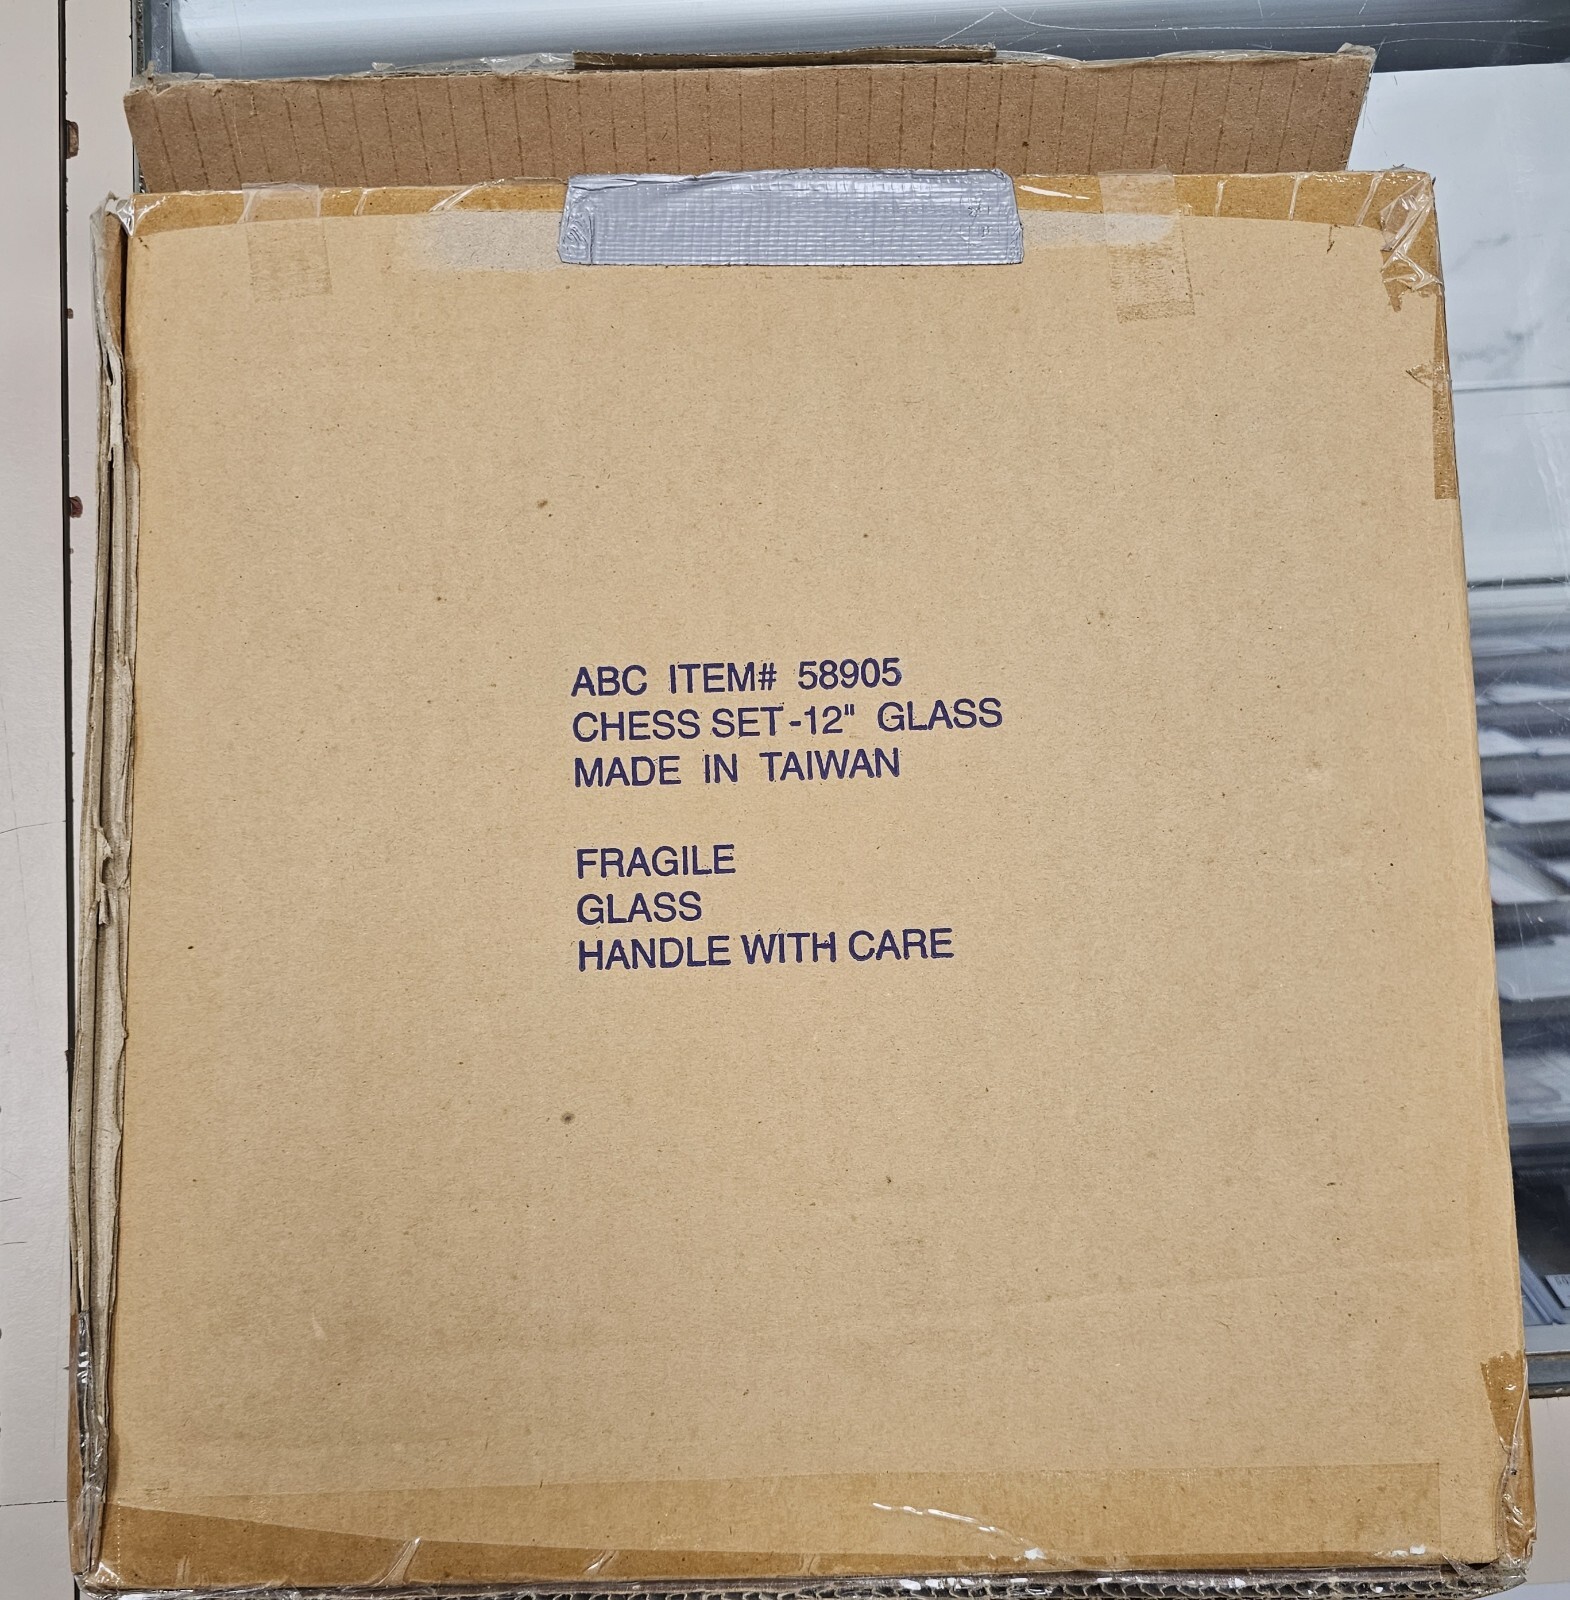 ABC ITEM# 58905
CHESS SET-12" GLASS
MADE IN TAIWAN
FRAGILE
GLASS
HANDLE WITH CARE